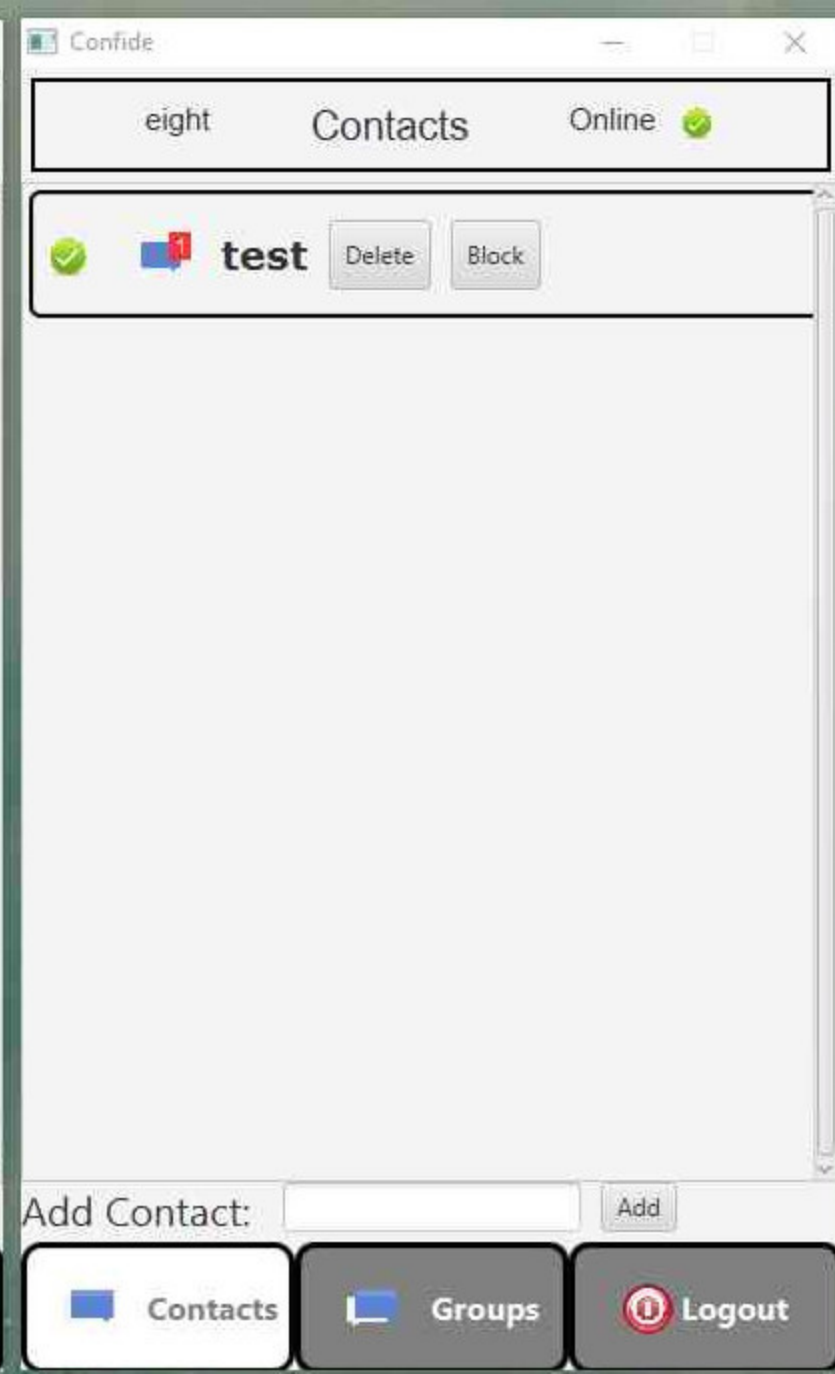 Confide
eight Contacts Online
1
test Delete Block
Add Contact: Add
Contacts Groups Logout